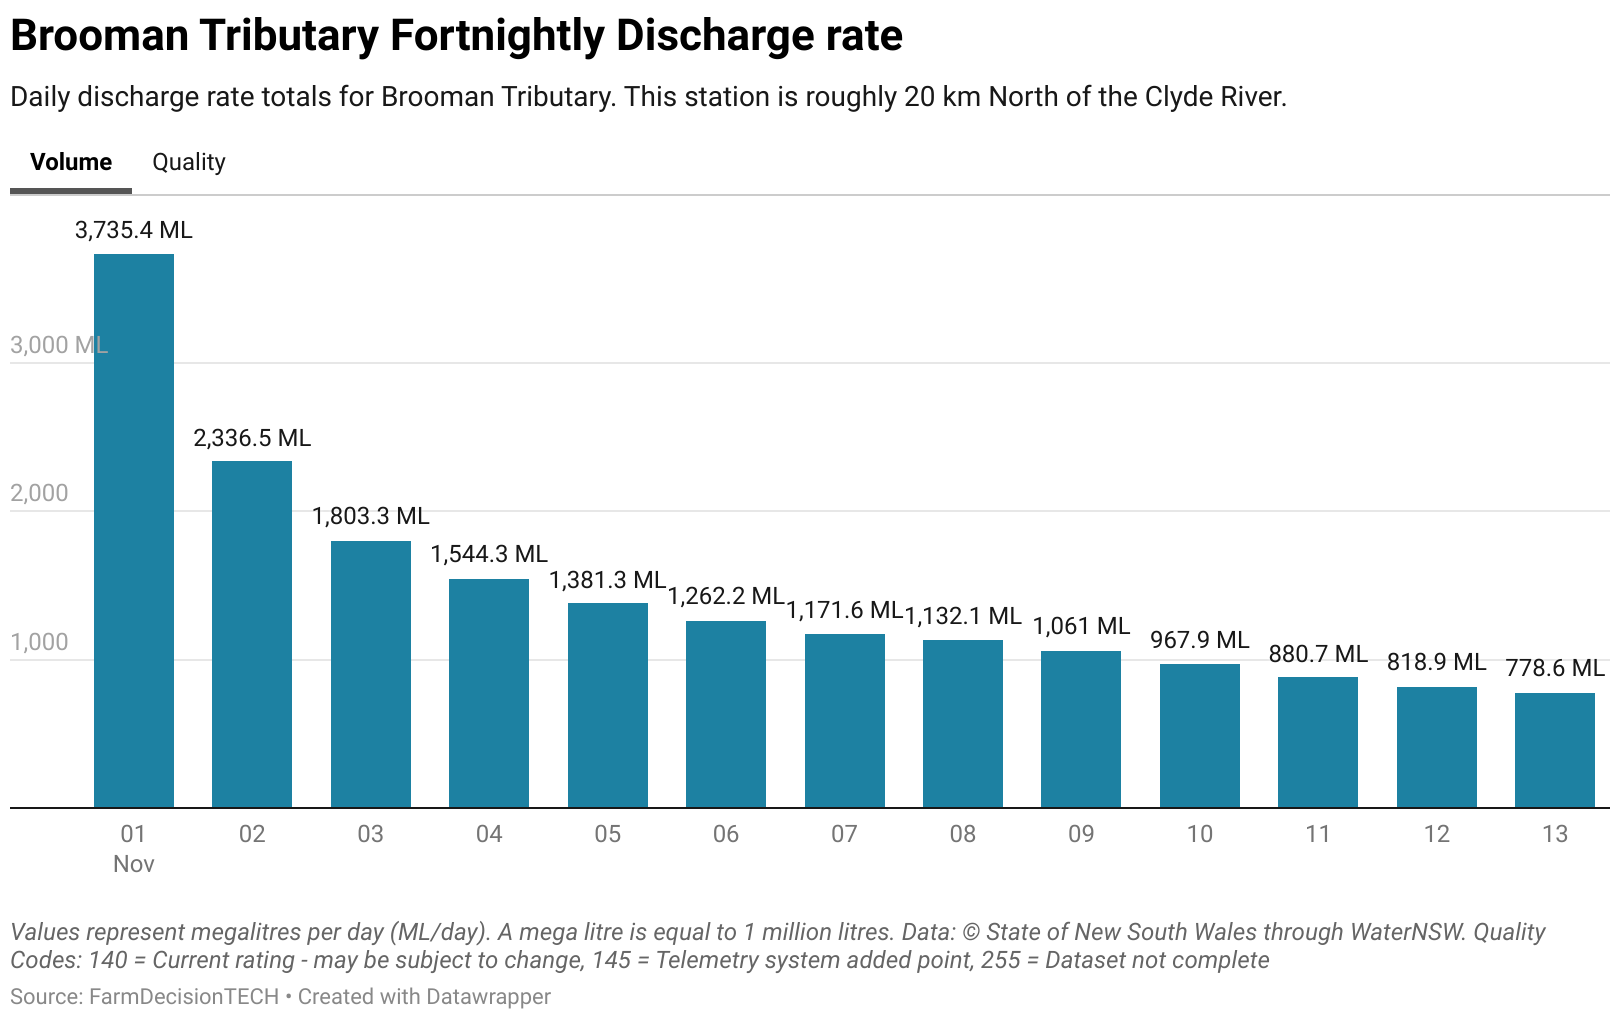 Brooman Tributary Fortnightly Discharge rate
Daily discharge rate totals for Brooman Tributary. This station is roughly 20 km North of the Clyde River.
Volume Quality
3,735.4 ML
3,000 ML
2,336.5 ML
2,000
1,803.3 ML
1,544.3 ML
1,381.3 ML
1,262.2 ML
1,171.6 ML
1,132.1 ML
1,061 ML
1,000
967.9 ML
880.7 ML
818.9 ML
778.6 ML
01 02 03 04 05 06 07 08 09 10 11 12 13
Nov
Values represent megalitres per day (ML/day). A mega litre is equal to 1 million litres. Data: © State of New South Wales through WaterNSW. Quality
Codes: 140 = Current rating - may be subject to change, 145 = Telemetry system added point, 255 = Dataset not complete
Source: FarmDecisionTECH • Created with Datawrapper